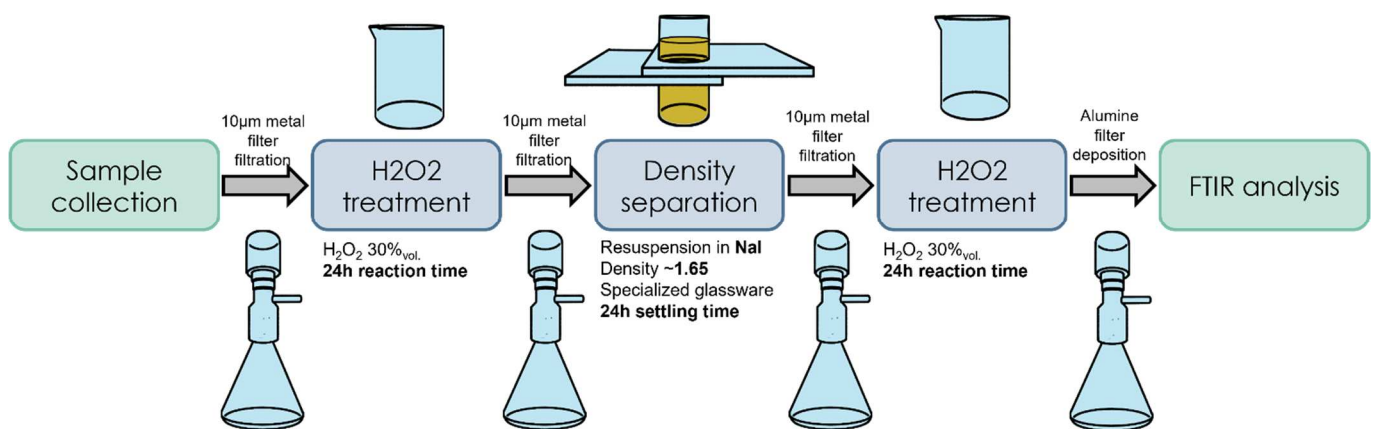 Sample
collection
10µm metal
filter
filtration
H2O2
treatment
H₂O₂ 30%vol.
24h reaction time
10µm metal
filter
filtration
Density
separation
Resuspension in NaI
Density ~1.65
Specialized glassware
24h settling time
10µm metal
filter
filtration
H2O2
treatment
H₂O₂ 30%vol.
24h reaction time
Alumine
filter
deposition
FTIR analysis